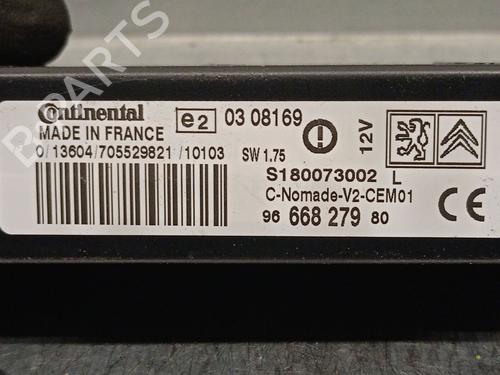 B-PARTS
Continental
MADE IN FRANCE
e2 03 08169
12V
0/13604/705529821/10103 SW 1.75
S180073002 L
C-Nomade-V2-CEM01
96 668 279 80
CE